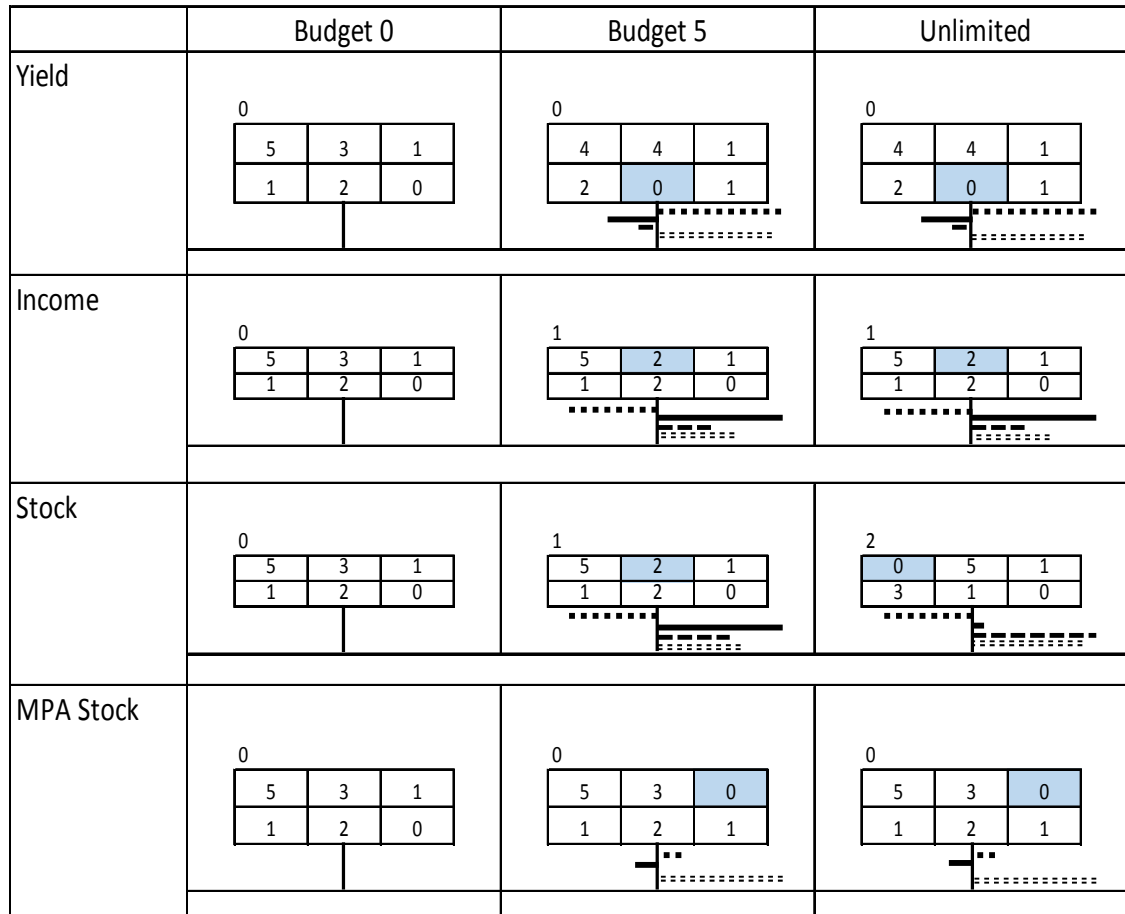 Budget 0 Budget 5 Unlimited
Yield
0 0 0
5 3 1 4 4 1 4 4 1
1 2 0 2 0 1 2 0 1
Income
0 1 1
5 3 1 5 2 1 5 2 1
1 2 0 1 2 0 1 2 0
Stock
0 1 2
5 3 1 5 2 1 0 5 1
1 2 0 1 2 0 3 1 0
MPA Stock
0 0 0
5 3 1 5 3 0 5 3 0
1 2 0 1 2 1 1 2 1